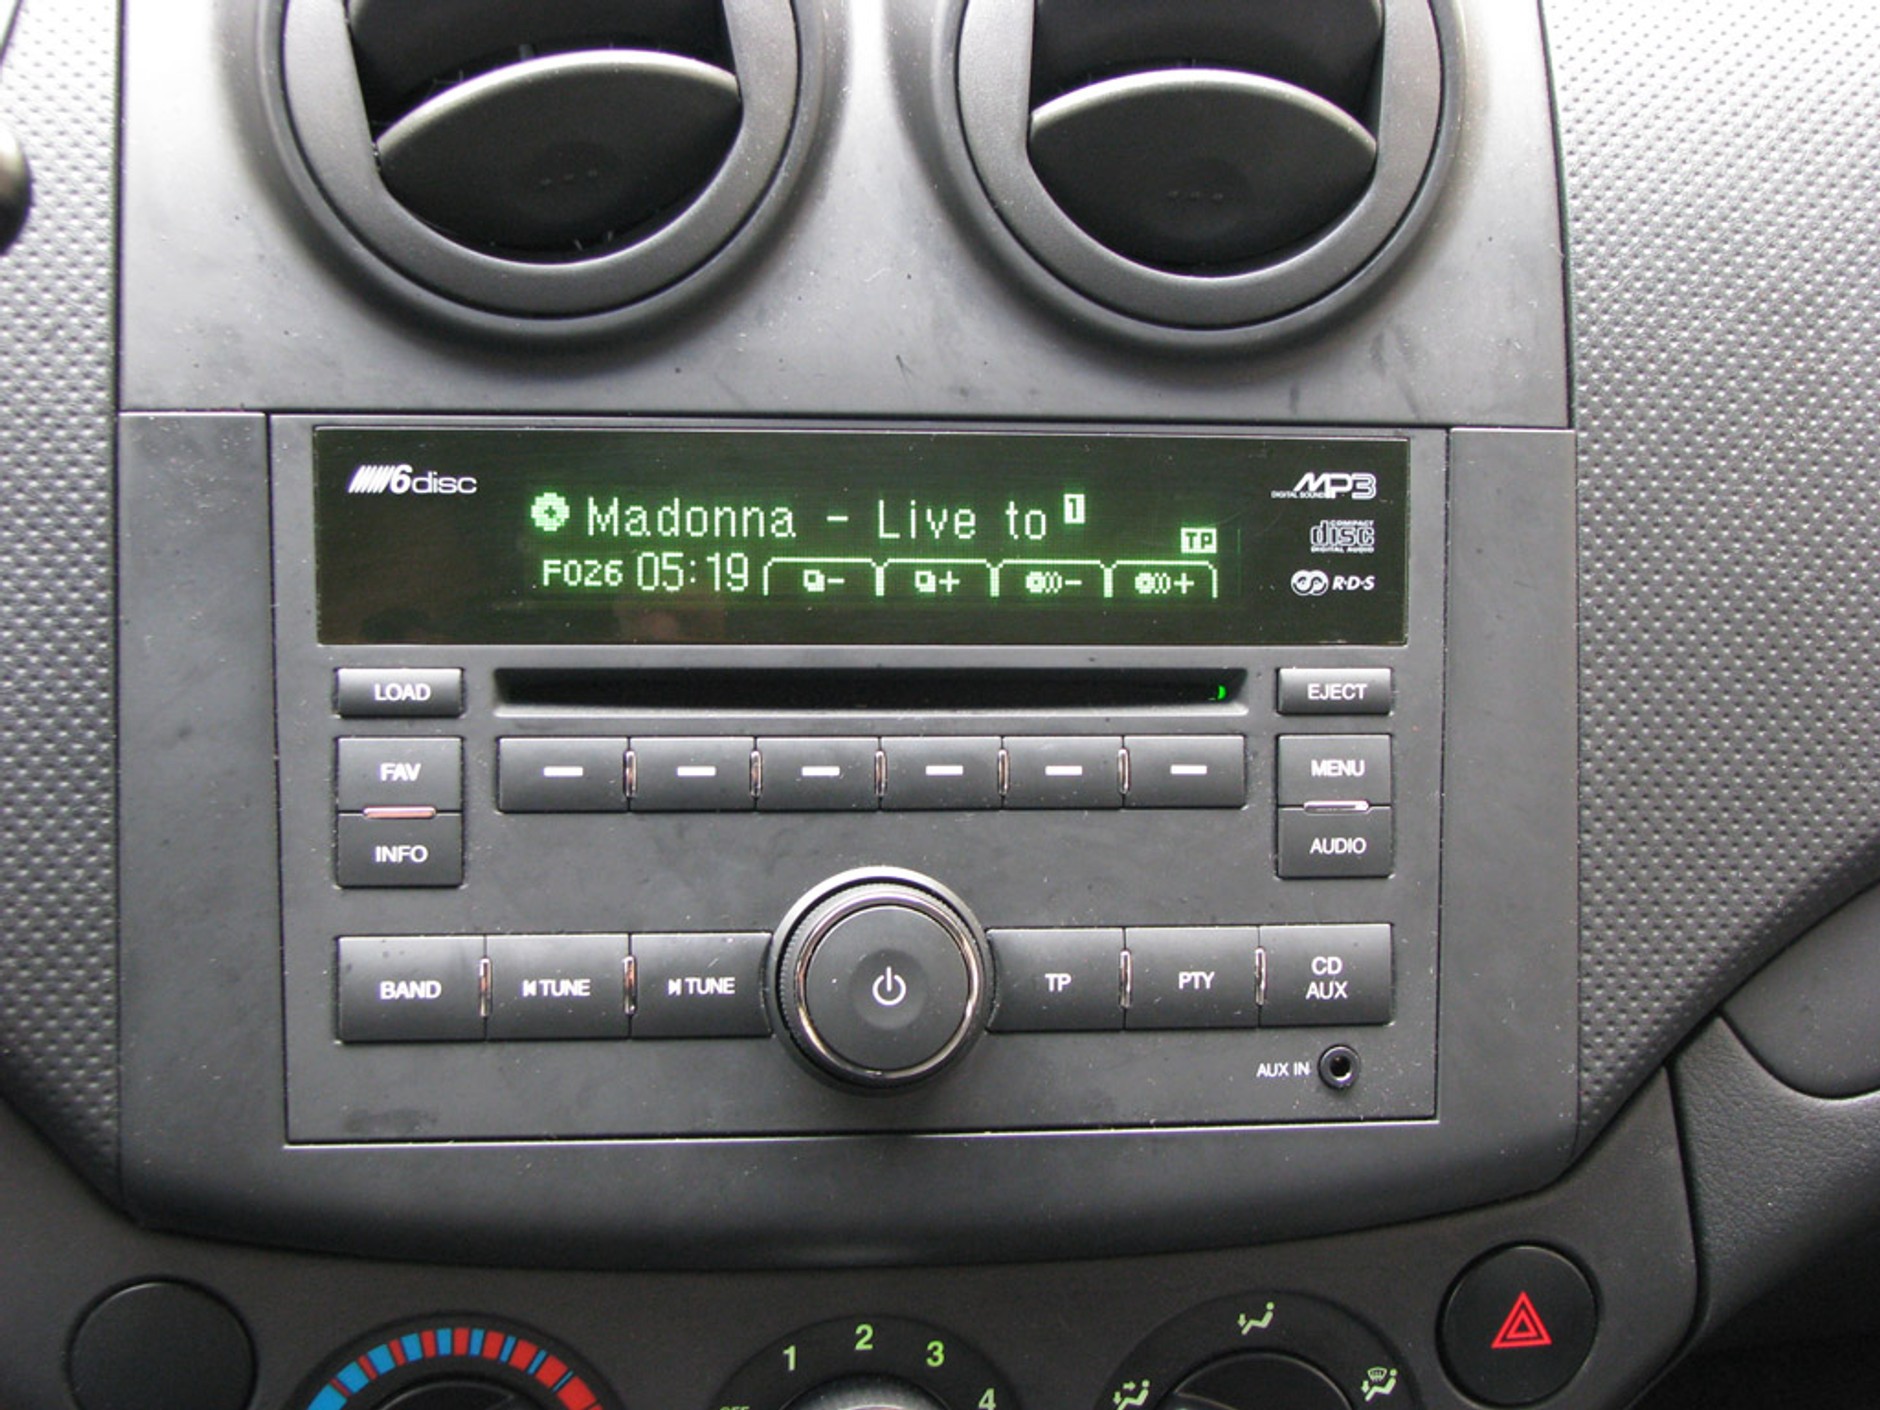 6disc
MP3
DIGITAL SOUND
Madonna - Live to 1
TP
COMPACT
disc
DIGITAL AUDIO
F026 05:19 - + - +
R·D·S
LOAD
EJECT
FAV
MENU
INFO
AUDIO
BAND TUNE TUNE TP PTY CD
AUX
AUX IN
1 2 3 4
OFF